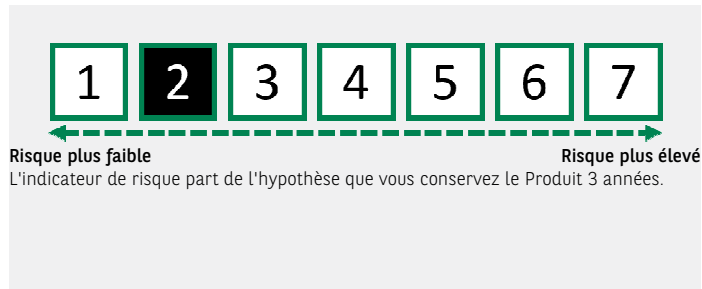 1 2 3 4 5 6 7
Risque plus faible Risque plus élevé
L'indicateur de risque part de l'hypothèse que vous conservez le Produit 3 années.